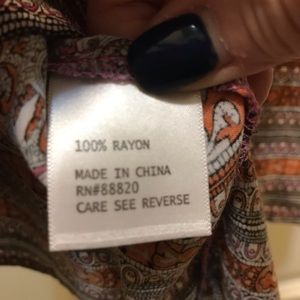 100% RAYON
MADE IN CHINA
RN#88820
CARE SEE REVERSE